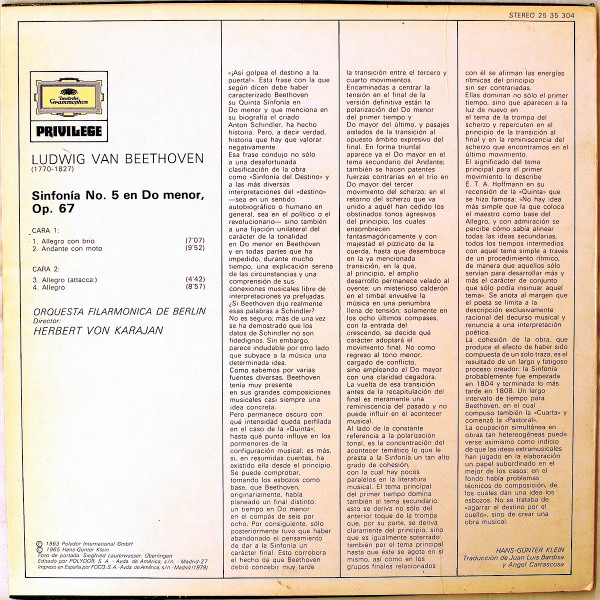 STEREO 25 35 304
Deutsche
Grammophon
PRIVILEGE
LUDWIG VAN BEETHOVEN
(1770-1827)
Sinfonía No. 5 en Do menor,
Op. 67
CARA 1:
1. Allegro con brio (7'07)
2. Andante con moto (9'52)
CARA 2:
3. Allegro (attacca:) (4'42)
4. Allegro (8'57)
ORQUESTA FILARMONICA DE BERLIN
Director:
HERBERT VON KARAJAN
℗ 1963 Polydor International GmbH
© 1965 Hans-Günter Klein
Foto de portada: Siegfried Lauterwasser, Überlingen
Editado por POLYDOR, S. A. - Avda. de América, s/n. - Madrid-27
Impreso en España por FOCO, S. A. - Avda. de América, s/n. - Madrid (1979)
«¡Así golpea el destino a la
puerta!». Esta frase con la que
según dicen debe haber
caracterizado Beethoven
su Quinta Sinfonía en
Do menor y que menciona en
su biografía el criado
Anton Schindler, ha hecho
historia. Pero, a decir verdad,
historia que hay que valorar
negativamente.
Esa frase condujo no sólo
a una desafortunada
clasificación de la obra
como «Sinfonía del Destino» y
a las más diversas
interpretaciones del «destino»
—sea en un sentido
autobiográfico o humano en
general, sea en el político o el
revolucionario— sino también
a una fijación unilateral del
carácter de la tonalidad
en Do menor en Beethoven
y en todas partes que ha
impedido, durante mucho
tiempo, una explicación serena
de las circunstancias y una
comprensión de sus
conexiones musicales libre de
interpretaciones ya prefijadas.
¿Si Beethoven dijo realmente
esas palabras a Schindler?
No es seguro; más de una vez
se ha demostrado que los
datos de Schindler no son
fidedignos. Sin embargo,
parece indudable por otro lado
que subyace a la música una
determinada idea.
Como sabemos por varias
fuentes diversas, Beethoven
tenía muy presente
en sus grandes composiciones
musicales casi siempre una
idea concreta.
Pero permanece oscuro con
qué intensidad queda perfilada
en el caso de la «Quinta»;
hasta qué punto influye en los
pormenores de la
configuración musical; es más,
si, en resumidas cuentas, ha
existido ella desde el principio.
Se puede comprobar,
tomando los esbozos como
base, que Beethoven,
originariamente, había
planeado un final distinto:
un tiempo en Do menor
en el compás de seis por
ocho. Por consiguiente, sólo
posteriormente tuvo que haber
abandonado el pensamiento
de dar a la Sinfonía un
carácter final. Esto corrobora
el hecho de que Beethoven
debió concebir muy tarde
la transición entre el tercero y
cuarto movimientos.
Encaminadas a centrar la
tensión en el final de la
versión definitiva están la
polarización del Do menor
del primer tiempo y
Do mayor del último, y pasajes
aislados de la transición al
opuesto ámbito expresivo del
final. En forma triunfal
aparece ya el Do mayor en el
tema secundario del Andante;
también se hacen patentes
fuerzas contrarias en el trío en
Do mayor del tercer
movimiento del scherzo; en el
retorno del scherzo que va
unido a aquél han cedido los
obstinados tonos agresivos
del principio, los cuales
ensombrecen
fantasmagóricamente y con
majestad el pizzicato de la
cuerda, hasta que desemboca
en la ya mencionada
transición, en la que,
al principio, el amplio
desarrollo permanece velado al
oyente: un misterioso calderón
en el timbal envuelve la
música en una penumbra
llena de tensión; solamente en
los ocho últimos compases,
con la entrada del
crescendo, se decide qué
carácter adoptará el
movimiento final. No como
regreso al tono menor,
cargado de conflicto,
sino empleando el Do mayor
con una claridad cegadora.
La vuelta de esa transición
antes de la recapitulación del
final es meramente una
reminiscencia del pasado y no
puede influir en el acontecer
musical.
Al lado de la constante
referencia a la polarización
tonal, es la concentración del
acontecer temático lo que le
presta a la Sinfonía un tan alto
grado de cohesión,
con la cual hay pocos
paralelos en la literatura
musical. El tema principal
del primer tiempo domina
también al tema secundario:
esto se deriva no sólo del
anterior toque de la trompa
que, por su parte, se deriva
claramente del principio, sino
que es igualmente soterrado
también por el tema principal
hasta que éste se agota en sí
mismo, así como en los
grupos finales relacionados
con él se afirman las energías
rítmicas del principio
sin ser contrariadas.
Ellas dominan no sólo el primer
tiempo, sino que aparecen a la
luz de nuevo en
el tema de la trompa del
scherzo y repercuten en el
principio de la transición al
final y en la reminiscencia del
scherzo que encontramos en el
último movimiento.
El significado del tema
principal para el primer
movimiento lo describe
E. T. A. Hoffmann en su
recensión de la «Quinta» que
se hizo famosa: «No hay idea
más simple que la que coloca
el maestro como base del
Allegro, y con admiración se
percibe cómo sabía alinear
todas las ideas secundarias,
todos los tiempos intermedios
con aquel tema simple a través
de un procedimiento rítmico,
de manera que aquellos sólo
servían para desarrollar más y
más el carácter de conjunto
que sólo podía insinuar aquel
tema». Se anota al margen que
el poeta se limita a la
descripción exclusivamente
racional del discurso musical y
renuncia a una interpretación
poética.
La cohesión de la obra, que
produce el efecto de haber sido
compuesta de un solo trazo, es el
resultado de un largo y fatigoso
proceso creador: la Sinfonía
probablemente fue empezada
en 1804 y terminada lo más
tarde en 1808. Un largo
intervalo de tiempo para
Beethoven, en el cual
compuso también la «Cuarta» y
comenzó la «Pastoral».
La ocupación simultánea en
obras tan heterogéneas puede
verse asimismo como indicio
de que las ideas extramusicales
han jugado en la elaboración
un papel subordinado en el
mejor de los casos: en el
fondo había problemas
técnicos de composición, de
los cuales dan una idea los
esbozos. No se trataba de
«agarrar al destino por el
cuello», sino de crear una
obra musical.
HANS-GÜNTER KLEIN
Traducción de Juan Luis Bardisa
y Angel Carrascosa